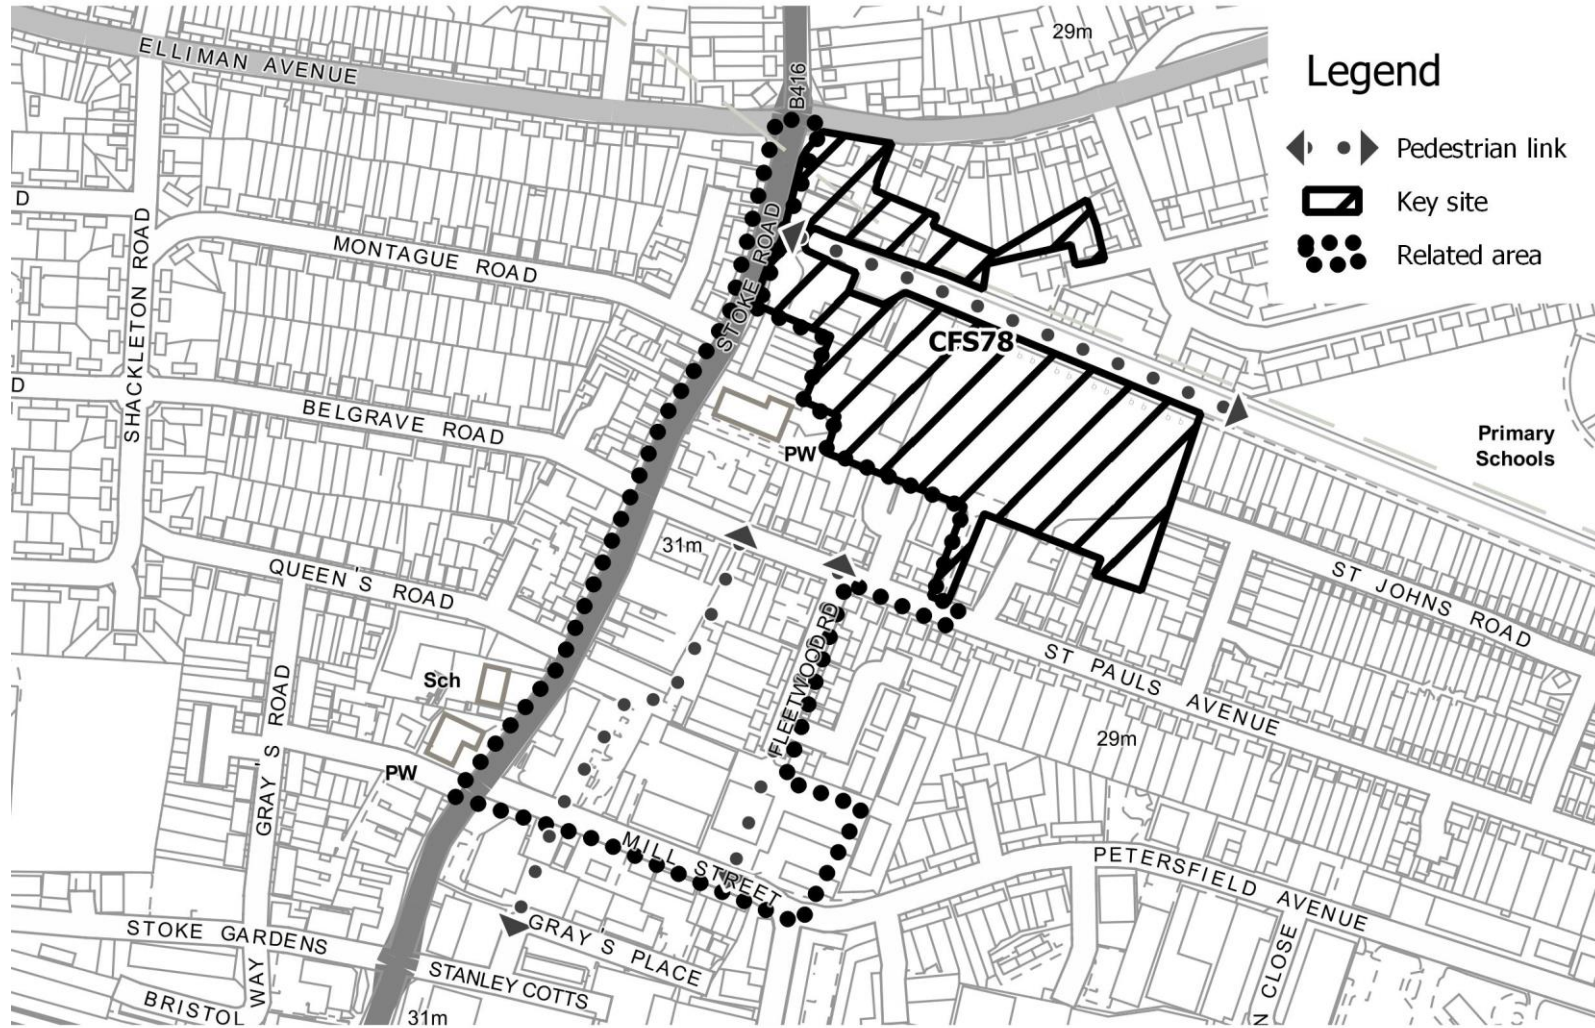 29m
B416
ELLIMAN AVENUE
Legend
Pedestrian link
Key site
Related area
D
SHACKLETON ROAD
MONTAGUE ROAD
STOKE ROAD
CFS78
D
BELGRAVE ROAD
PW
Primary
Schools
31m
QUEEN'S ROAD
ST JOHNS ROAD
FLEETWOOD RD
ST PAULS AVENUE
Sch
GRAY'S ROAD
29m
PW
MILL STREET
PETERSFIELD AVENUE
STOKE GARDENS
GRAY'S PLACE
STANLEY COTTS
WAY
BRISTOL
31m
N CLOSE